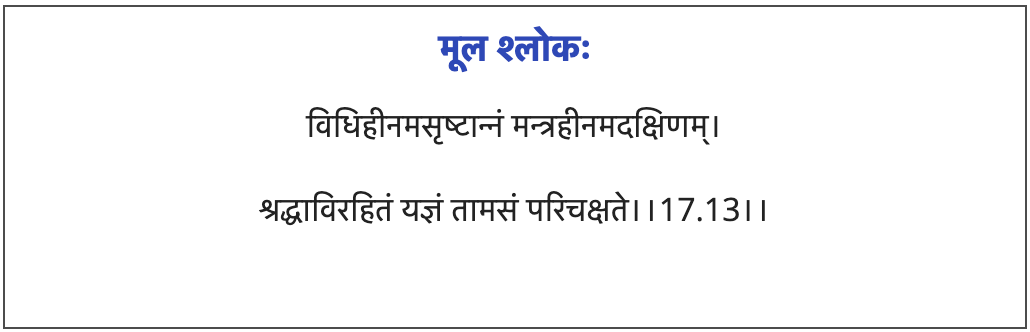 मूल श्लोकः
विधिहीनमसृष्टान्नं मन्त्रहीनमदक्षिणम्।
श्रद्धाविरहितं यज्ञं तामसं परिचक्षते।।17.13।।